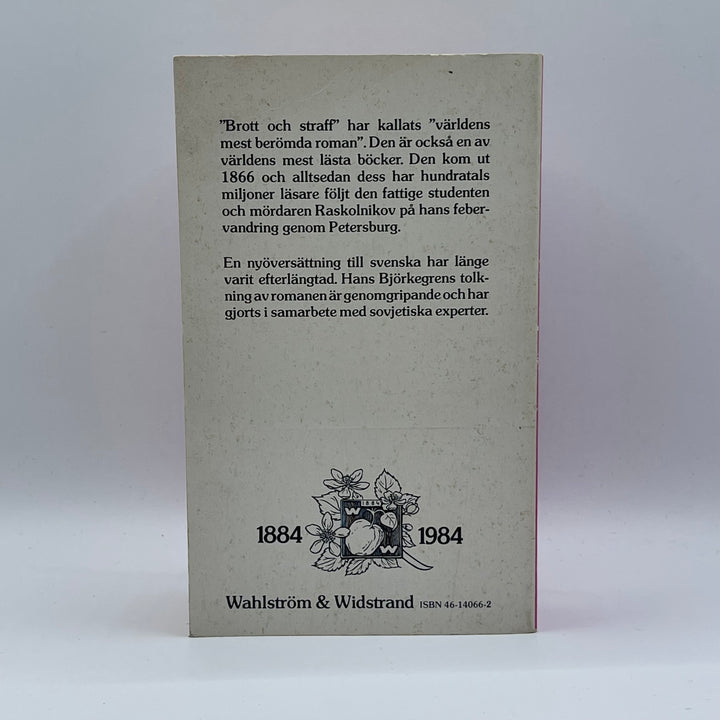 "Brott och straff" har kallats "världens
mest berömda roman". Den är också en av
världens mest lästa böcker. Den kom ut
1866 och alltsedan dess har hundratals
miljoner läsare följt den fattige studenten
och mördaren Raskolnikov på hans feber-
vandring genom Petersburg.
En nyöversättning till svenska har länge
varit efterlängtad. Hans Björkegrens tolk-
ning av romanen är genomgripande och har
gjorts i samarbete med sovjetiska experter.
1884
W
W
1884 1984
Wahlström & Widstrand ISBN 46-14066-2